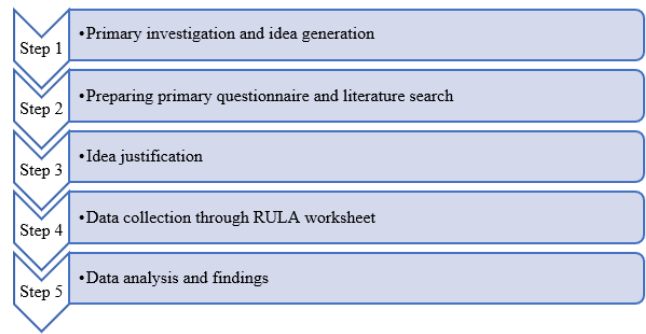 Step 1
•Primary investigation and idea generation
Step 2
•Preparing primary questionnaire and literature search
Step 3
•Idea justification
Step 4
•Data collection through RULA worksheet
Step 5
•Data analysis and findings